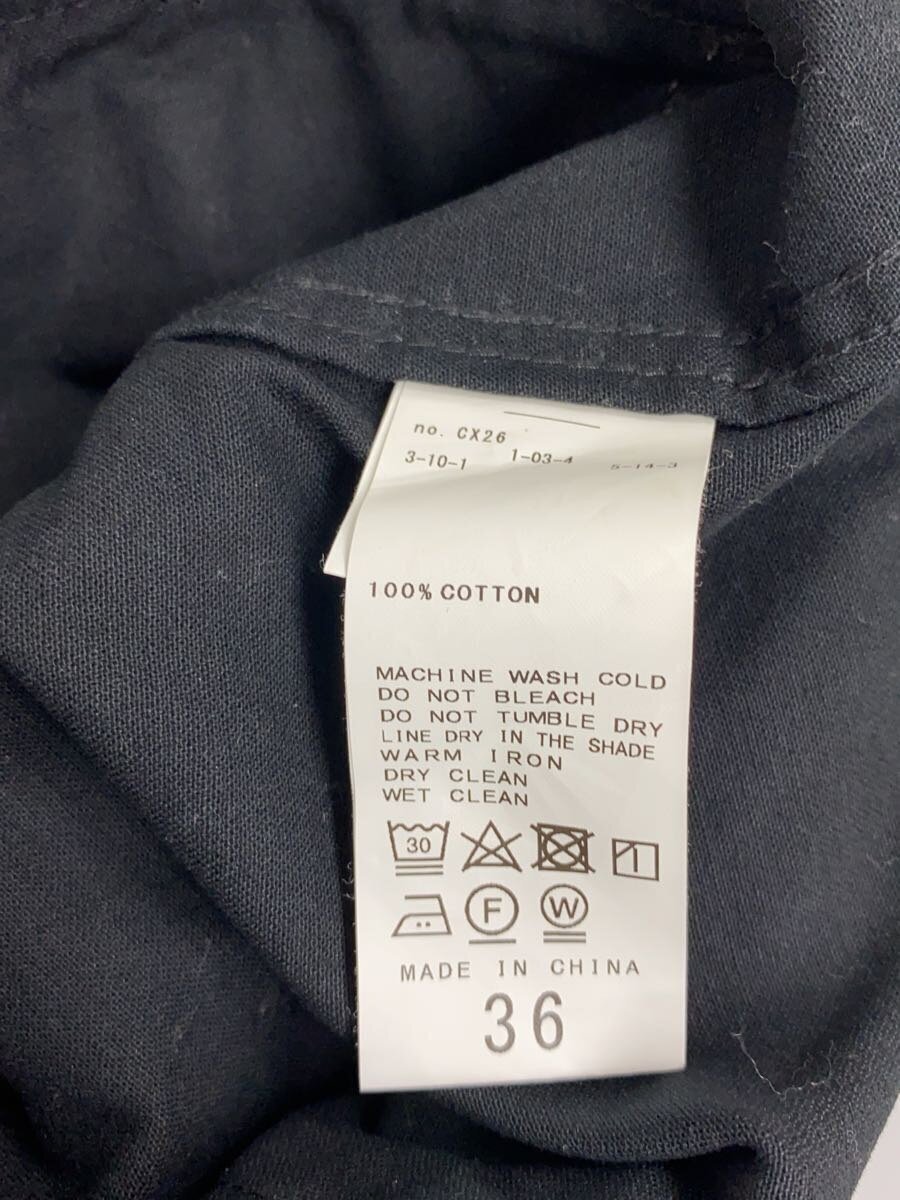 no. CX26
3-10-1 1-03-4 5-14-3
100% COTTON
MACHINE WASH COLD
DO NOT BLEACH
DO NOT TUMBLE DRY
LINE DRY IN THE SHADE
WARM IRON
DRY CLEAN
WET CLEAN
30
F W
MADE IN CHINA
36